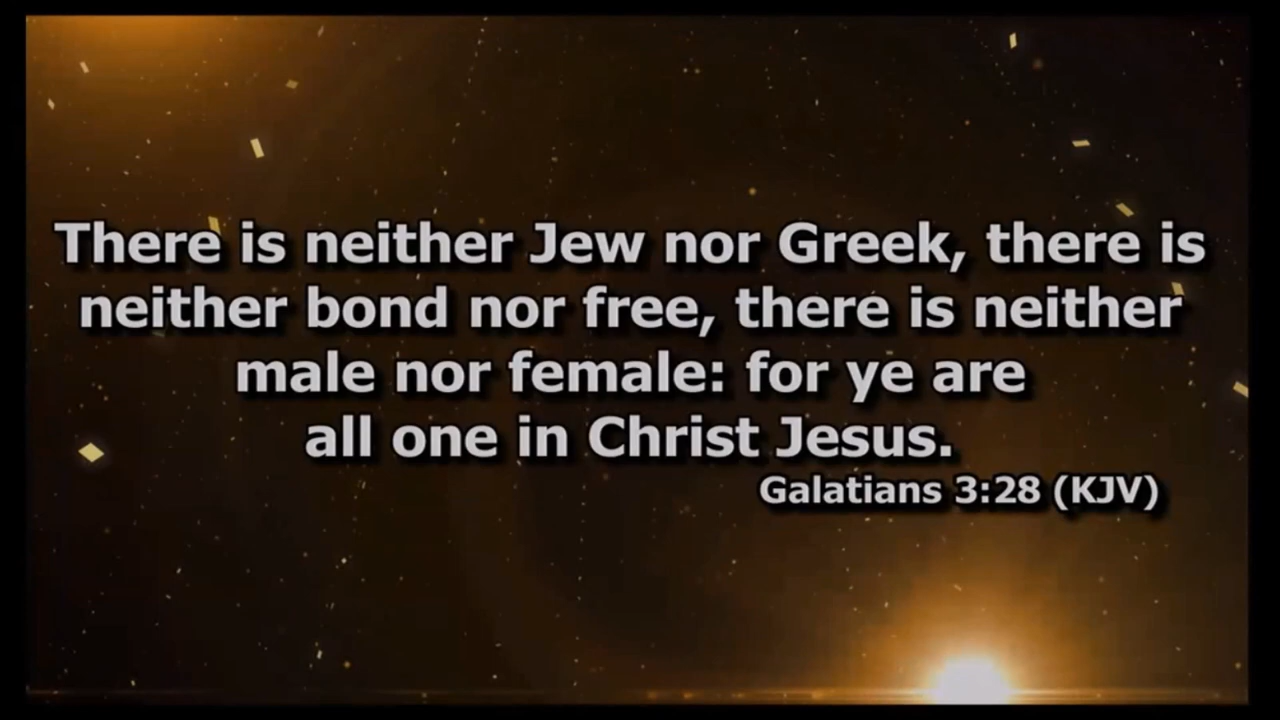 There is neither Jew nor Greek, there is
neither bond nor free, there is neither
male nor female: for ye are
all one in Christ Jesus.
Galatians 3:28 (KJV)